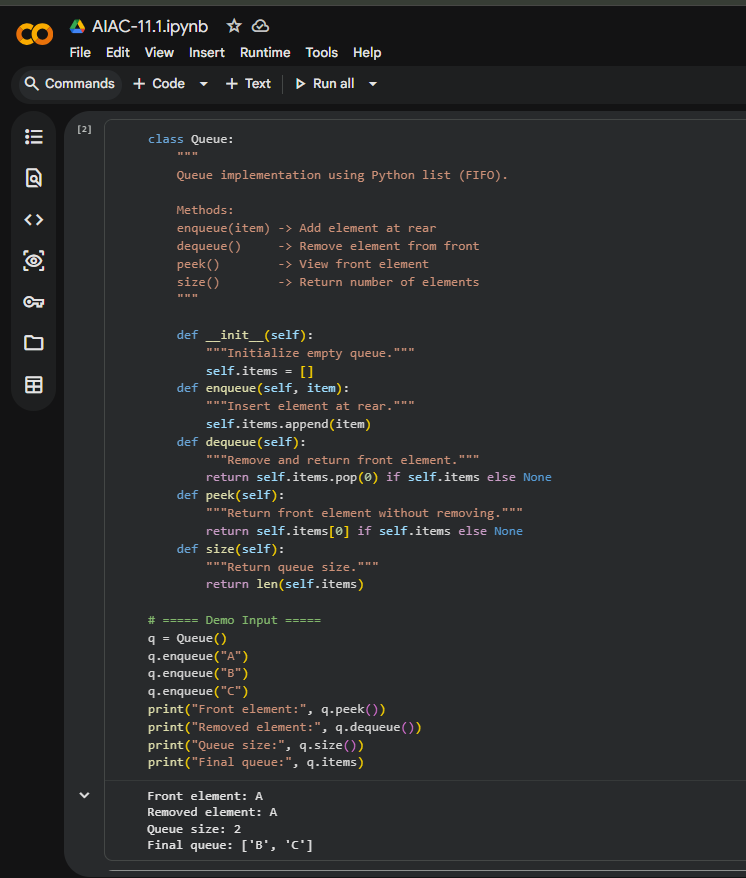 AIAC-11.1.ipynb
File Edit View Insert Runtime Tools Help
Commands + Code + Text Run all
[2]
class Queue:
    """
    Queue implementation using Python list (FIFO).

    Methods:
    enqueue(item) -> Add element at rear
    dequeue()     -> Remove element from front
    peek()        -> View front element
    size()        -> Return number of elements
    """

    def __init__(self):
        """Initialize empty queue."""
        self.items = []
    def enqueue(self, item):
        """Insert element at rear."""
        self.items.append(item)
    def dequeue(self):
        """Remove and return front element."""
        return self.items.pop(0) if self.items else None
    def peek(self):
        """Return front element without removing."""
        return self.items[0] if self.items else None
    def size(self):
        """Return queue size."""
        return len(self.items)

# ===== Demo Input =====
q = Queue()
q.enqueue("A")
q.enqueue("B")
q.enqueue("C")
print("Front element:", q.peek())
print("Removed element:", q.dequeue())
print("Queue size:", q.size())
print("Final queue:", q.items)
Front element: A
Removed element: A
Queue size: 2
Final queue: ['B', 'C']